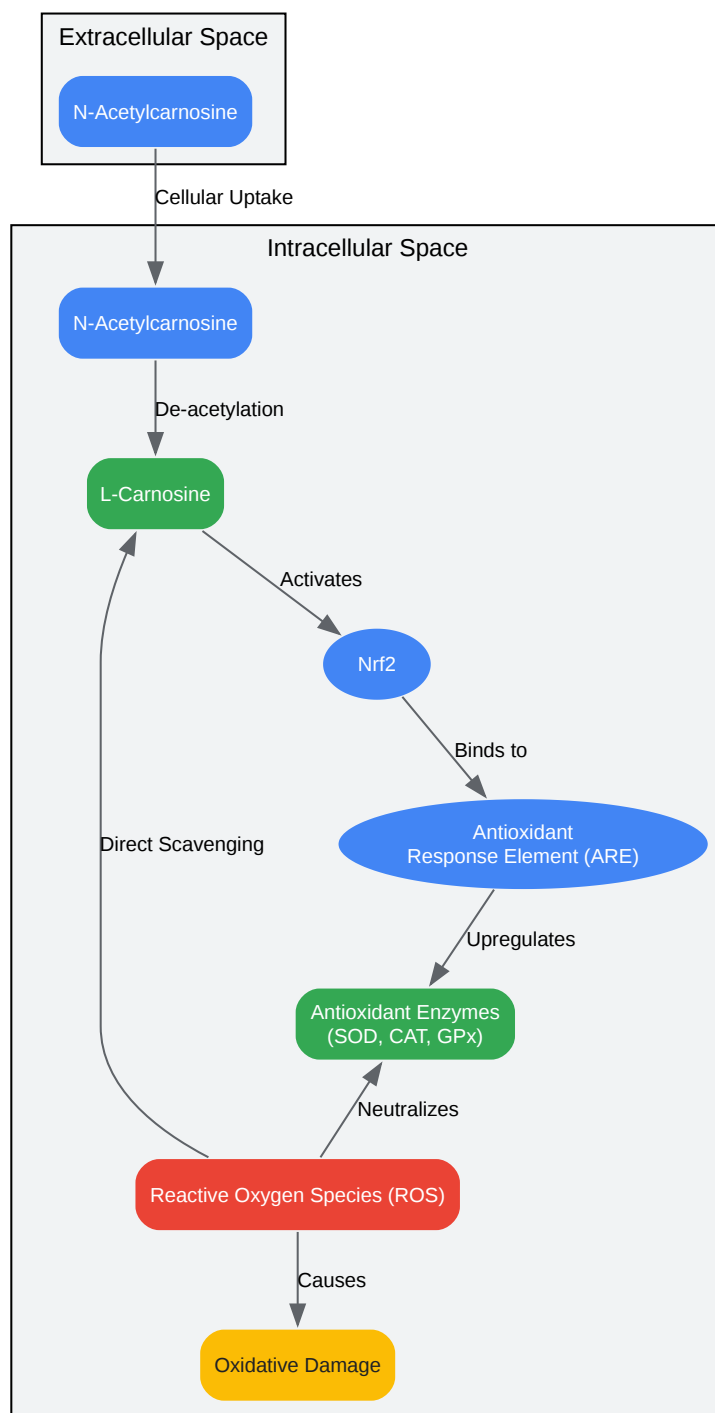 Extracellular Space
N-Acetylcarnosine
Cellular Uptake
Intracellular Space
N-Acetylcarnosine
De-acetylation
L-Carnosine
Activates
Nrf2
Binds to
Direct Scavenging
Antioxidant
Response Element (ARE)
Upregulates
Antioxidant Enzymes
(SOD, CAT, GPx)
Neutralizes
Reactive Oxygen Species (ROS)
Causes
Oxidative Damage